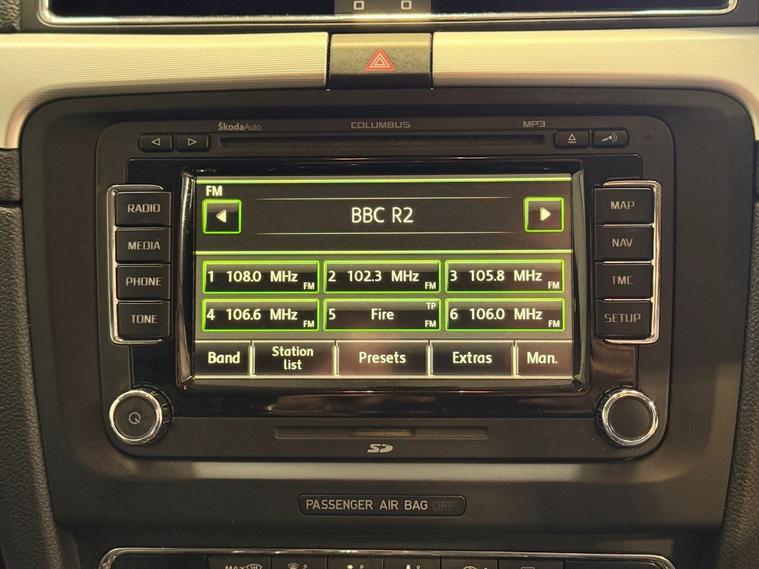 ŠkodaAuto COLUMBUS MP3
RADIO
MEDIA
PHONE
TONE
FM
BBC R2
1 108.0 MHz FM
2 102.3 MHz FM
3 105.8 MHz FM
4 106.6 MHz FM
5 Fire TP FM
6 106.0 MHz FM
Band
Station
list
Presets
Extras
Man.
MAP
NAV
TMC
SETUP
SD
PASSENGER AIR BAG OFF
MAX